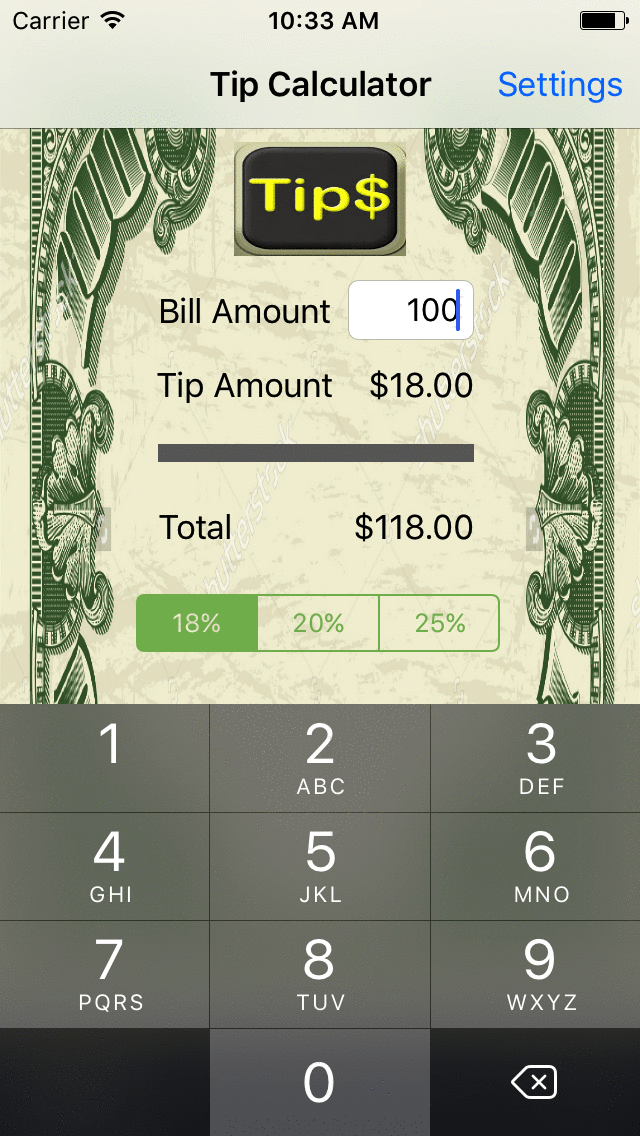 Carrier 10:33 AM
Tip Calculator Settings
Tip$
Bill Amount 100
Tip Amount $18.00
Total $118.00
18% 20% 25%
1 2 3
ABC DEF
4 5 6
GHI JKL MNO
7 8 9
PQRS TUV WXYZ
0
shutterstock